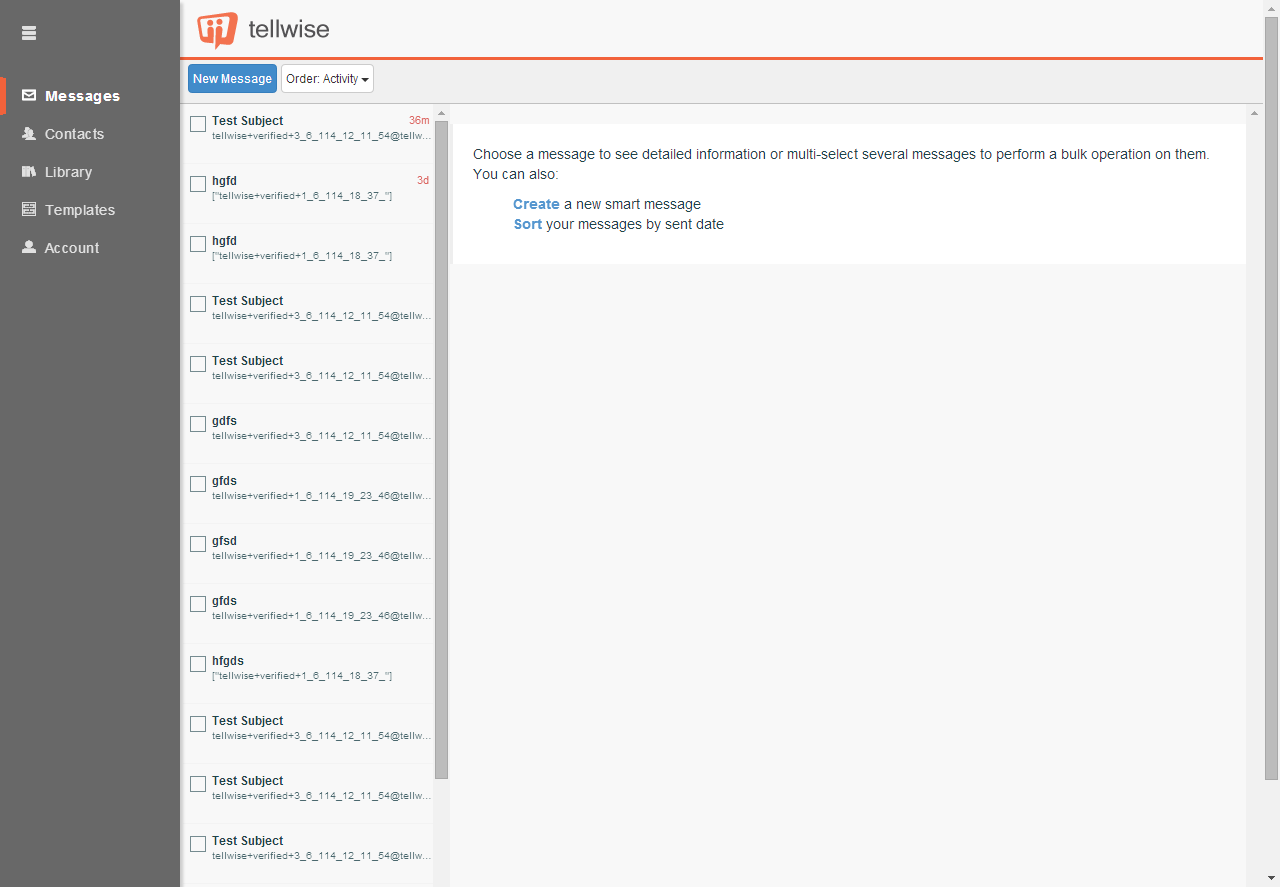 tellwise
Messages
Contacts
Library
Templates
Account
New Message
Order: Activity
Test Subject 36m
tellwise+verified+3_6_114_12_11_54@tellw...
hgfd 3d
["tellwise+verified+1_6_114_18_37_"]
hgfd
["tellwise+verified+1_6_114_18_37_"]
Test Subject
tellwise+verified+3_6_114_12_11_54@tellw...
Test Subject
tellwise+verified+3_6_114_12_11_54@tellw...
gdfs
tellwise+verified+3_6_114_12_11_54@tellw...
gfds
tellwise+verified+1_6_114_19_23_46@tellw...
gfsd
tellwise+verified+1_6_114_19_23_46@tellw...
gfds
tellwise+verified+1_6_114_19_23_46@tellw...
hfgds
["tellwise+verified+1_6_114_18_37_"]
Test Subject
tellwise+verified+3_6_114_12_11_54@tellw...
Test Subject
tellwise+verified+3_6_114_12_11_54@tellw...
Test Subject
tellwise+verified+3_6_114_12_11_54@tellw...
Choose a message to see detailed information or multi-select several messages to perform a bulk operation on them.
You can also:
Create a new smart message
Sort your messages by sent date